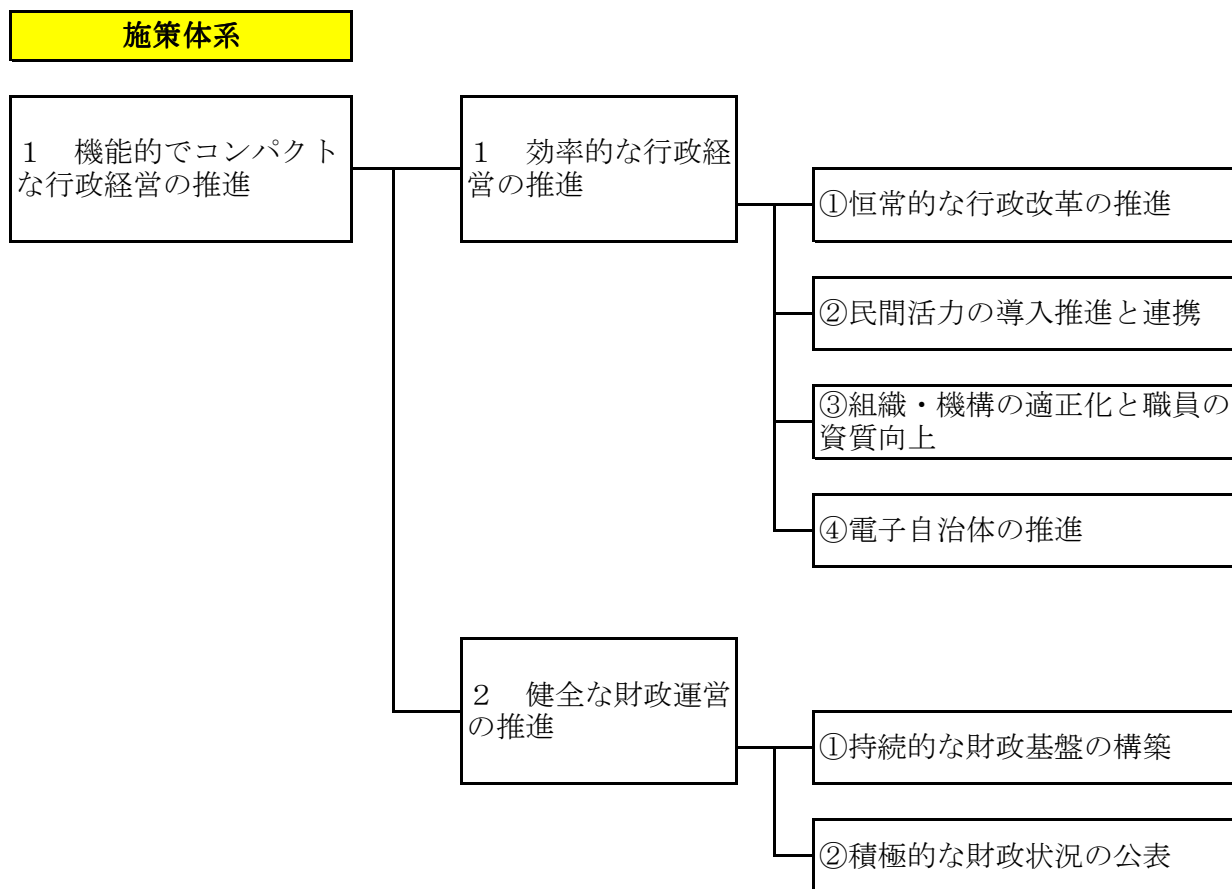 施策体系
１　機能的でコンパクト
な行政経営の推進
１　効率的な行政経
営の推進
①恒常的な行政改革の推進
②民間活力の導入推進と連携
③組織・機構の適正化と職員の
資質向上
④電子自治体の推進
２　健全な財政運営
の推進
①持続的な財政基盤の構築
②積極的な財政状況の公表